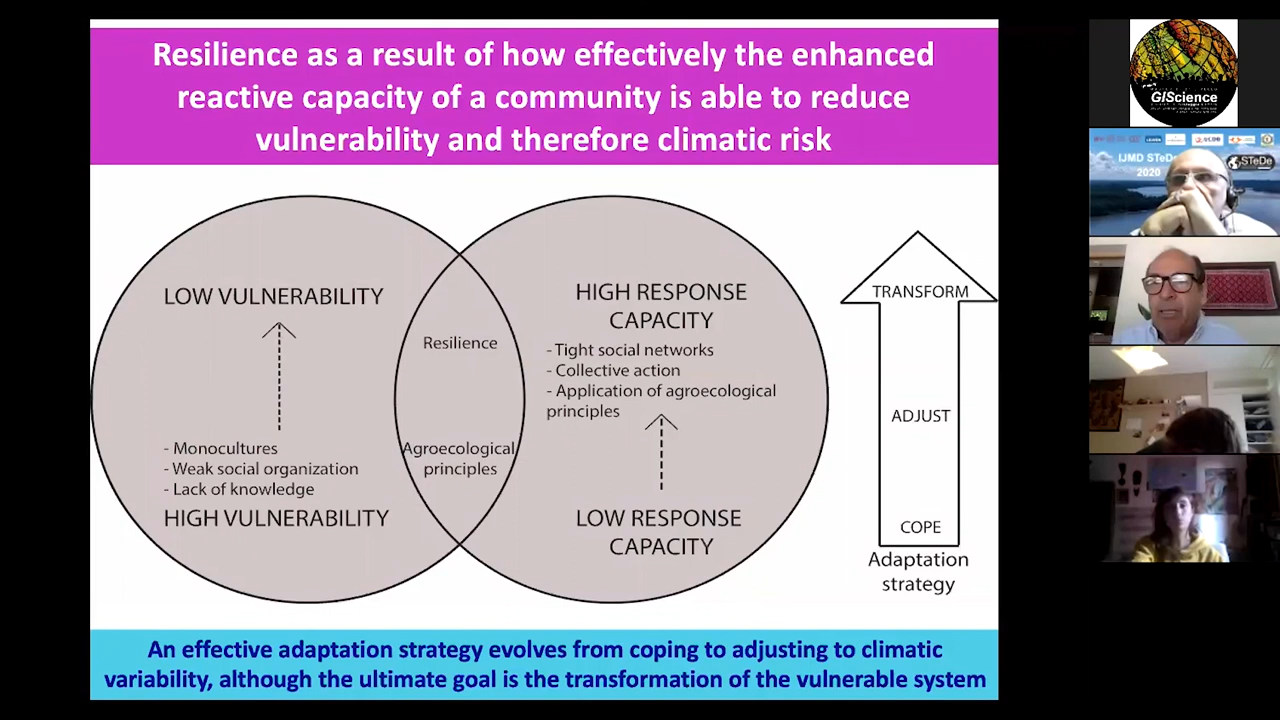 Resilience as a result of how effectively the enhanced
reactive capacity of a community is able to reduce
vulnerability and therefore climatic risk
LOW VULNERABILITY
- Monocultures
- Weak social organization
- Lack of knowledge
HIGH VULNERABILITY
Resilience
Agroecological
principles
HIGH RESPONSE
CAPACITY
- Tight social networks
- Collective action
- Application of agroecological
principles
LOW RESPONSE
CAPACITY
TRANSFORM
ADJUST
COPE
Adaptation
strategy
An effective adaptation strategy evolves from coping to adjusting to climatic
variability, although the ultimate goal is the transformation of the vulnerable system
GIScience
IJMD STeDe
2020
STeDe